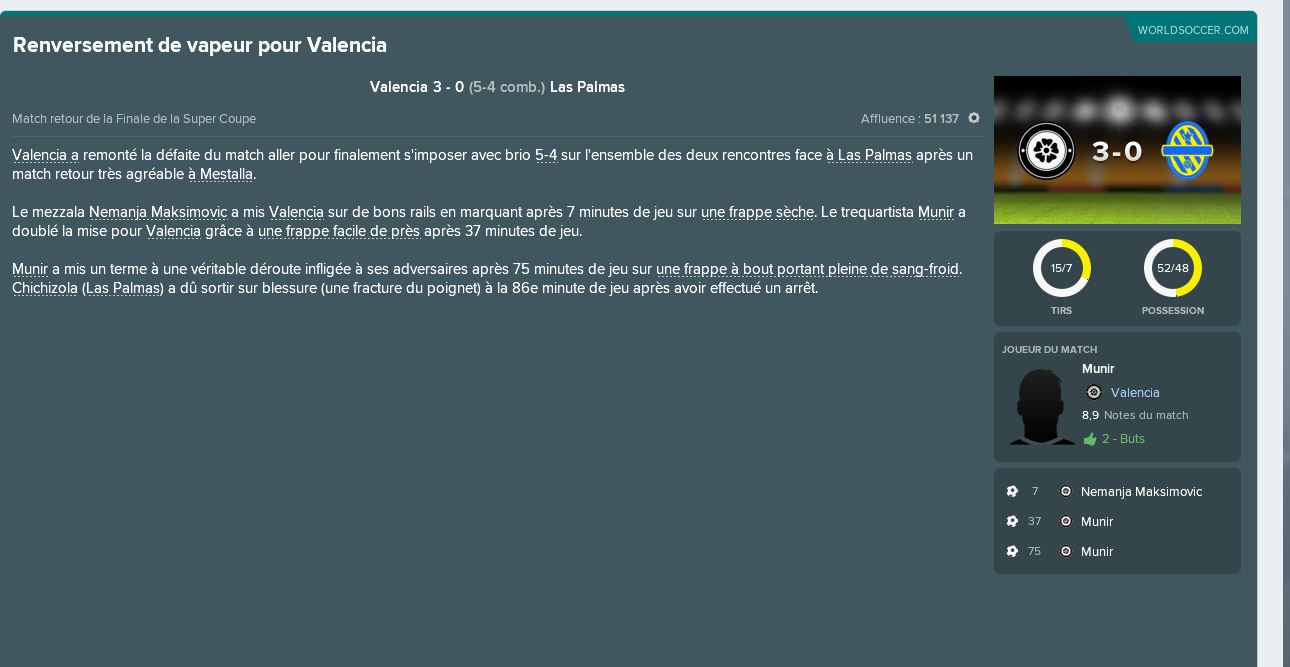 WORLDSOCCER.COM
Renversement de vapeur pour Valencia
Valencia 3 - 0 (5-4 comb.) Las Palmas
Match retour de la Finale de la Super Coupe
Affluence : 51 137
Valencia a remonté la défaite du match aller pour finalement s'imposer avec brio 5-4 sur l'ensemble des deux rencontres face à Las Palmas après un
match retour très agréable à Mestalla.
Le mezzala Nemanja Maksimovic a mis Valencia sur de bons rails en marquant après 7 minutes de jeu sur une frappe sèche. Le trequartista Munir a
doublé la mise pour Valencia grâce à une frappe facile de près après 37 minutes de jeu.
Munir a mis un terme à une véritable déroute infligée à ses adversaires après 75 minutes de jeu sur une frappe à bout portant pleine de sang-froid.
Chichizola (Las Palmas) a dû sortir sur blessure (une fracture du poignet) à la 86e minute de jeu après avoir effectué un arrêt.
3 - 0
15/7
52/48
TIRS
POSSESSION
JOUEUR DU MATCH
Munir
Valencia
8,9 Notes du match
2 - Buts
7 Nemanja Maksimovic
37 Munir
75 Munir